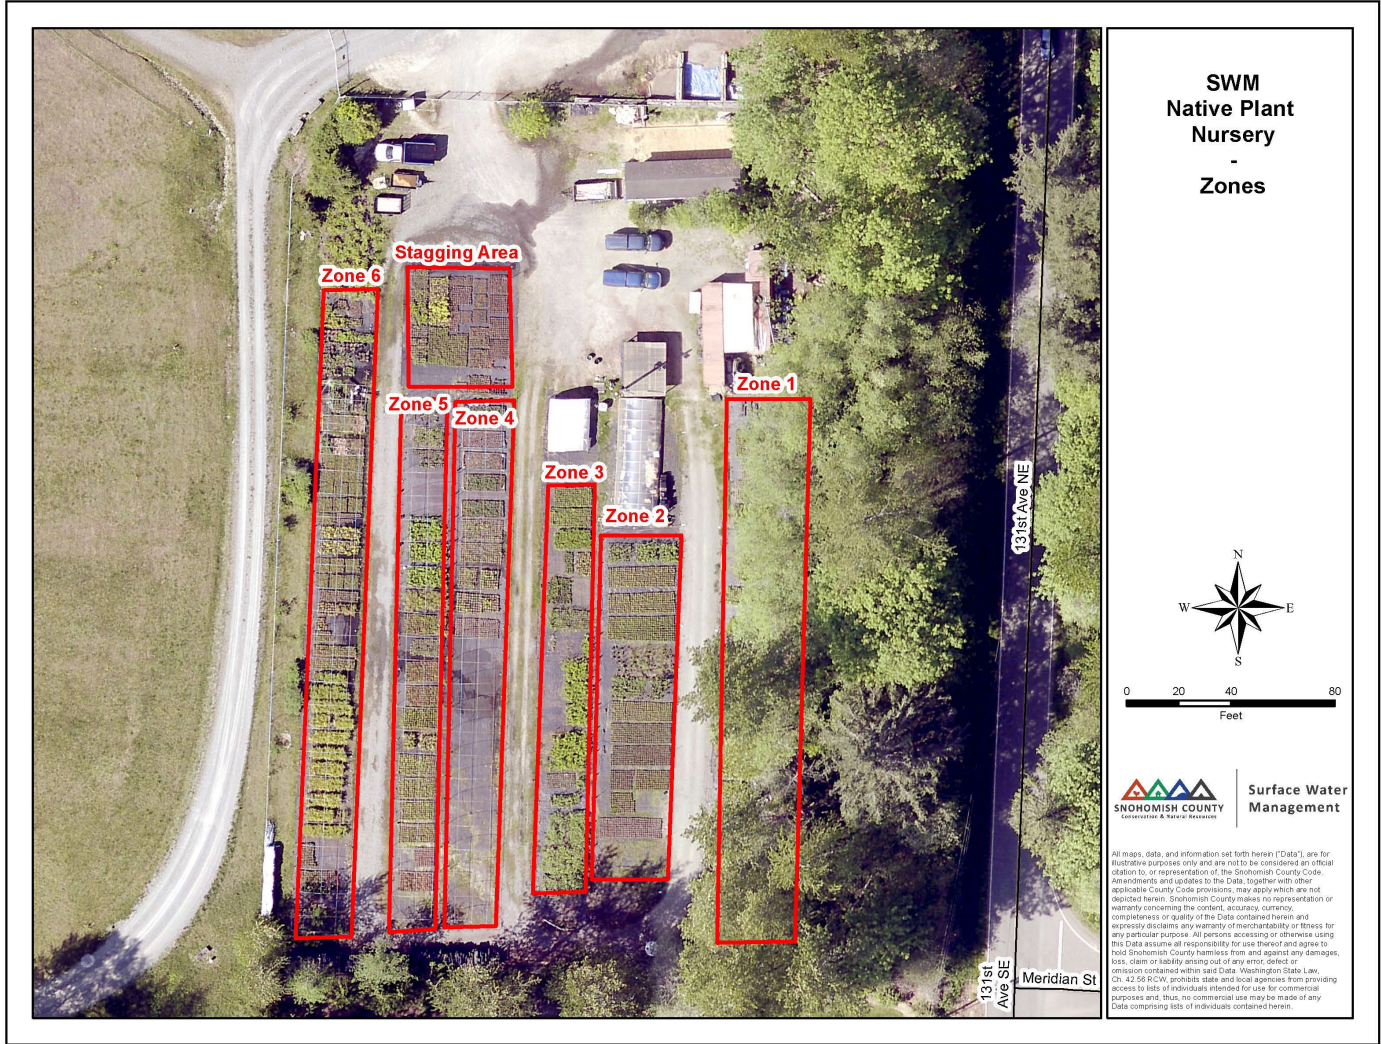 SWM
Native Plant
Nursery
-
Zones
Stagging Area
Zone 6
Zone 1
Zone 5
Zone 4
Zone 3
Zone 2
131st Ave NE
131st
Ave SE
Meridian St
N
W
E
S
0 20 40 80
Feet
SNOHOMISH COUNTY
Conservation & Natural Resources
Surface Water
Management
All maps, data, and information set forth herein ("Data"), are for
illustrative purposes only and are not to be considered an official
citation to, or representation of, the Snohomish County Code.
Amendments and updates to the Data, together with other
applicable County Code provisions, may apply which are not
depicted herein. Snohomish County makes no representation or
warranty concerning the content, accuracy, currency,
completeness or quality of the Data contained herein and
expressly disclaims any warranty of merchantability or fitness for
any particular purpose. All persons accessing or otherwise using
this Data assume all responsibility for use thereof and agree to
hold Snohomish County harmless from and against any damages,
loss, claim or liability arising out of any error, defect or
omission contained within said Data. Washington State Law,
Ch. 42.56 RCW, prohibits state and local agencies from providing
access to lists of individuals intended for use for commercial
purposes and, thus, no commercial use may be made of any
Data comprising lists of individuals contained herein.